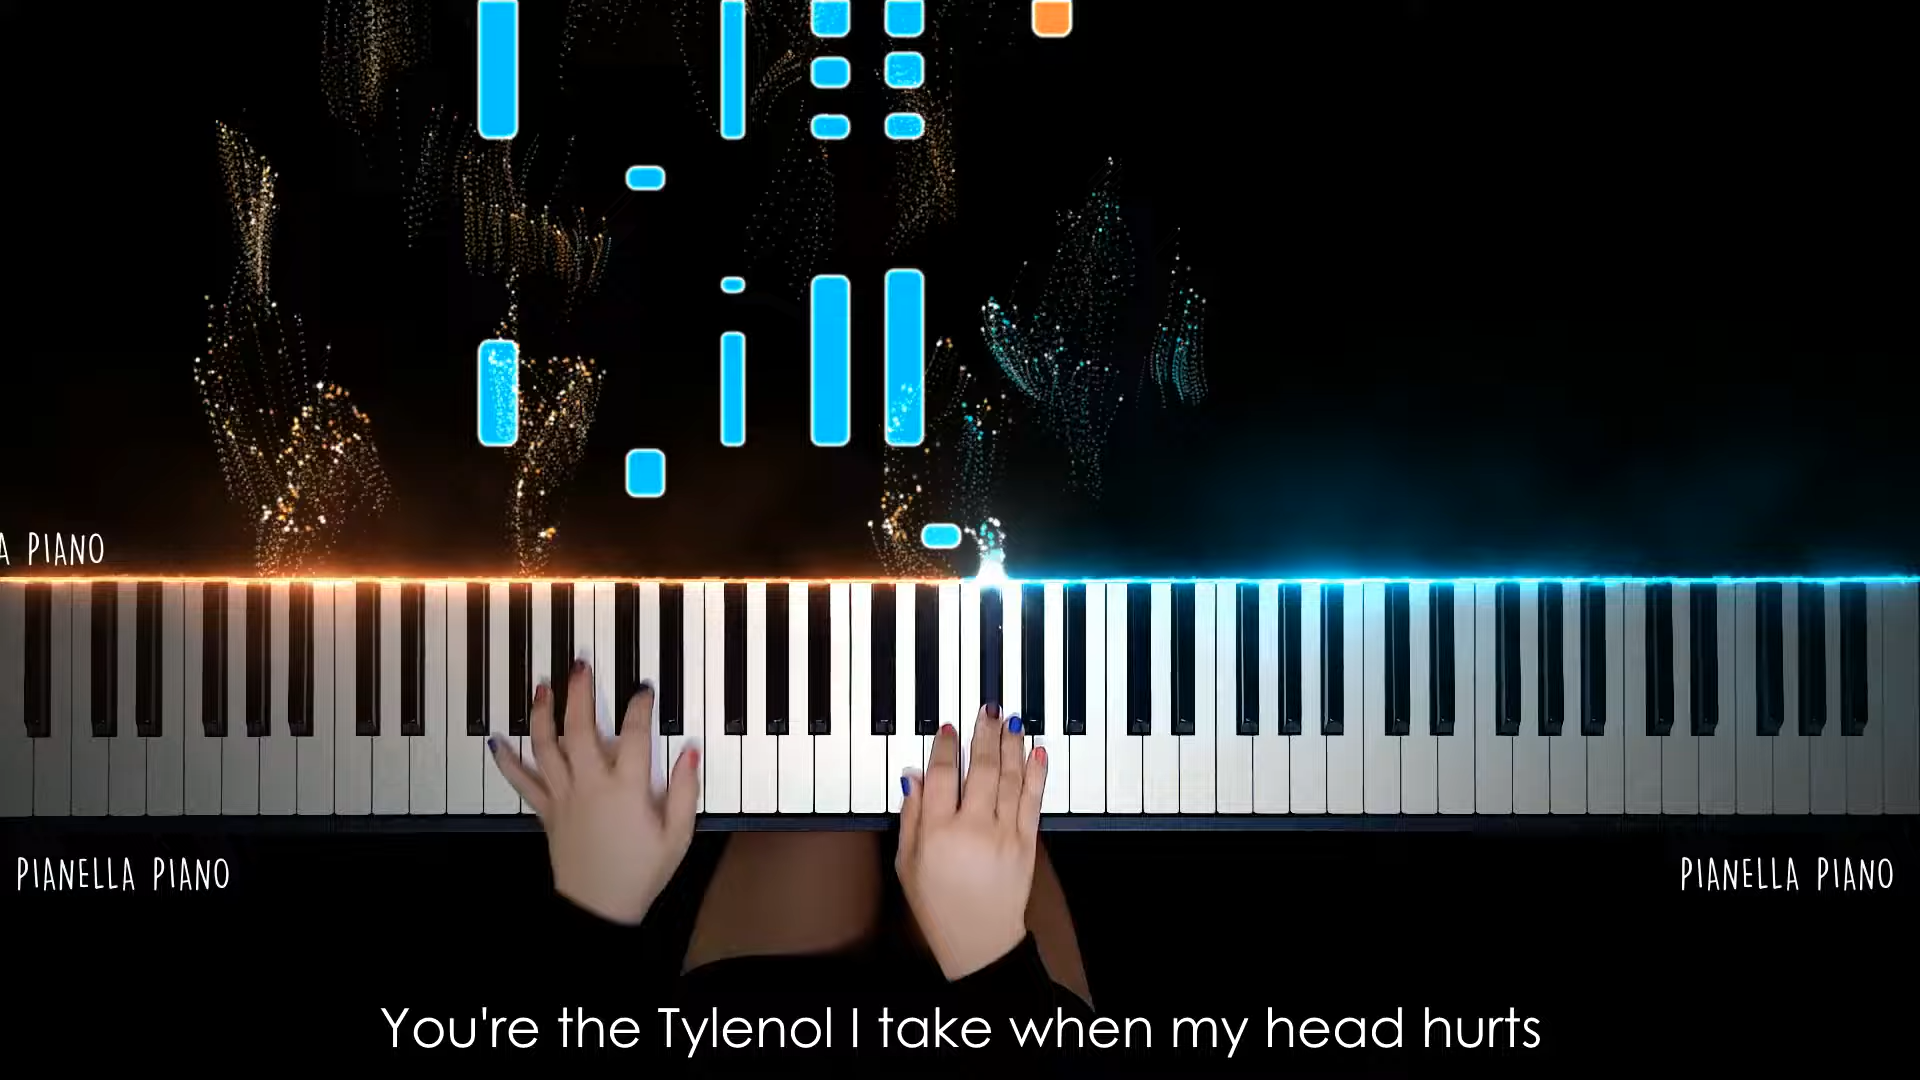 A PIANO
PIANELLA PIANO
PIANELLA PIANO
You're the Tylenol I take when my head hurts